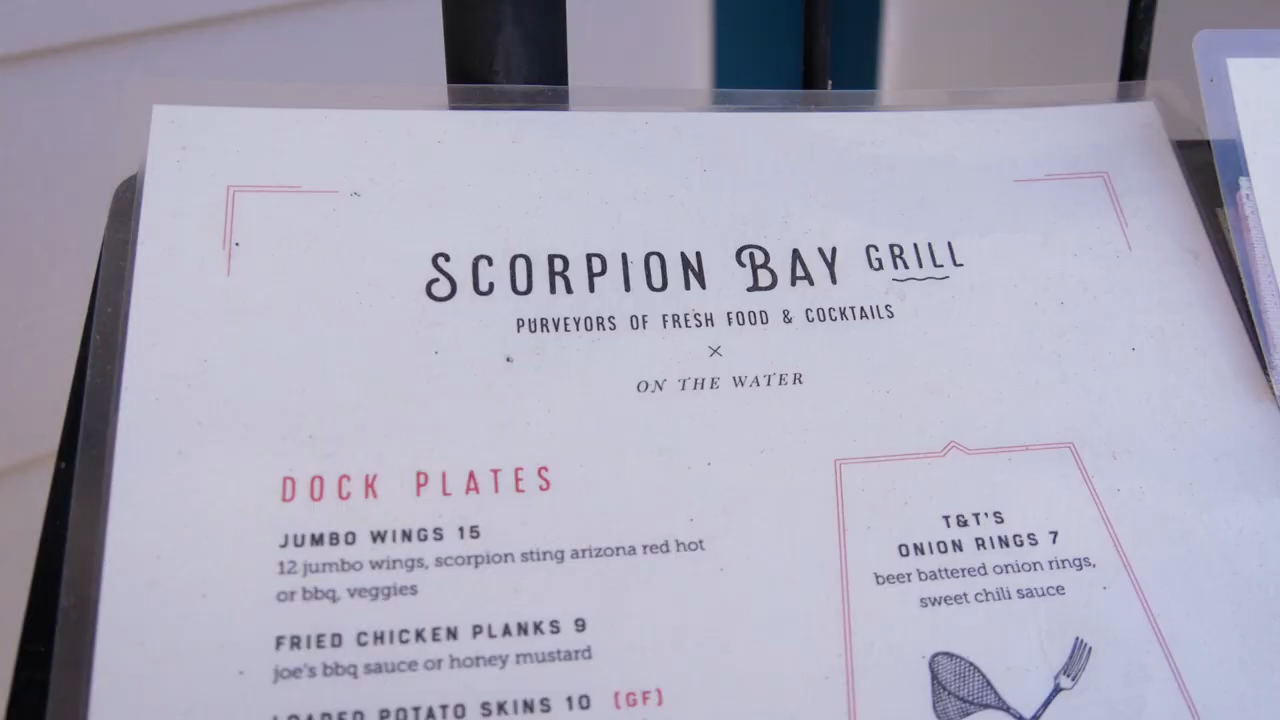 SCORPION BAY GRILL
PURVEYORS OF FRESH FOOD & COCKTAILS
×
ON THE WATER
DOCK PLATES
JUMBO WINGS 15
12 jumbo wings, scorpion sting arizona red hot
or bbq, veggies
FRIED CHICKEN PLANKS 9
joe's bbq sauce or honey mustard
LOADED POTATO SKINS 10 (GF)
T&T'S
ONION RINGS 7
beer battered onion rings,
sweet chili sauce